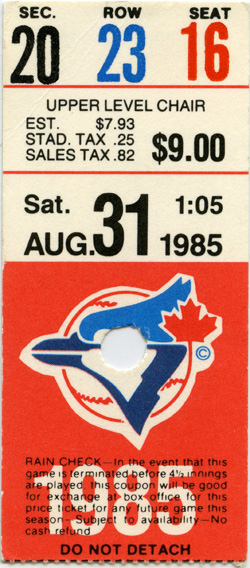 SEC. ROW SEAT
20 23 16
UPPER LEVEL CHAIR
EST. $7.93
STAD. TAX .25
SALES TAX .82 $9.00
Sat. 1:05
AUG. 31 1985
©
RAIN CHECK—In the event that this
game is terminated before 4½ innings
are played, this coupon will be good
for exchange at box office for this
price ticket for any future game this
season—Subject to availability—No
cash refund
1985
DO NOT DETACH